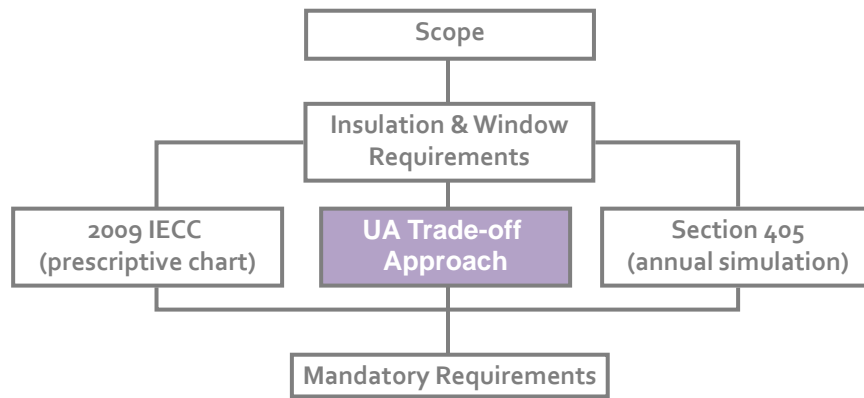 Scope
Insulation & Window
Requirements
2009 IECC
(prescriptive chart)
UA Trade-off
Approach
Section 405
(annual simulation)
Mandatory Requirements